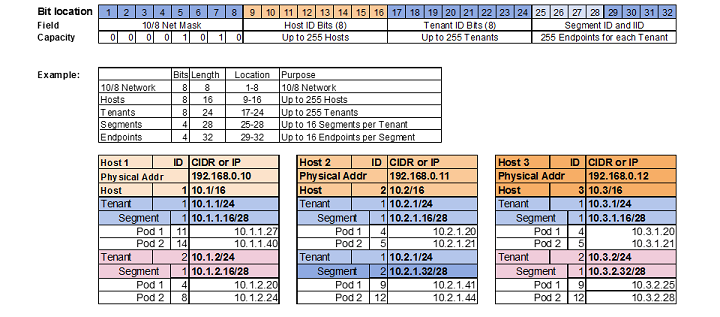 Bit location 1 2 3 4 5 6 7 8 9 10 11 12 13 14 15 16 17 18 19 20 21 22 23 24 25 26 27 28 29 30 31 32
Field 10/8 Net Mask Host ID Bits (8) Tenant ID Bits (8) Segment ID and IID
Capacity 0 0 0 0 1 0 1 0 Up to 255 Hosts Up to 255 Tenants 255 Endpoints for each Tenant
Example: Bits Length Location Purpose
10/8 Network 8 8 1-8 10/8 Network
Hosts 8 16 9-16 Up to 255 Hosts
Tenants 8 24 17-24 Up to 255 Tenants
Segments 4 28 25-28 Up to 16 Segments per Tenant
Endpoints 4 32 29-32 Up to 16 Endpoints per Segment
Host 1 ID CIDR or IP Host 2 ID CIDR or IP Host 3 ID CIDR or IP
Physical Addr 192.168.0.10 Physical Addr 192.168.0.11 Physical Addr 192.168.0.12
Host 1 10.1/16 Host 2 10.2/16 Host 3 10.3/16
Tenant 1 10.1.1/24 Tenant 1 10.2.1/24 Tenant 1 10.3.1/24
Segment 1 10.1.1.16/28 Segment 1 10.2.1.16/28 Segment 1 10.3.1.16/28
Pod 1 11 10.1.1.27 Pod 1 4 10.2.1.20 Pod 1 4 10.3.1.20
Pod 2 14 10.1.1.40 Pod 2 5 10.2.1.21 Pod 2 5 10.3.1.21
Tenant 2 10.1.2/24 Tenant 1 10.2.1/24 Tenant 2 10.3.2/24
Segment 1 10.1.2.16/28 Segment 2 10.2.1.32/28 Segment 1 10.3.2.32/28
Pod 1 4 10.1.2.20 Pod 1 9 10.2.1.41 Pod 1 9 10.3.2.25
Pod 2 8 10.1.2.24 Pod 2 12 10.2.1.44 Pod 2 12 10.3.2.28